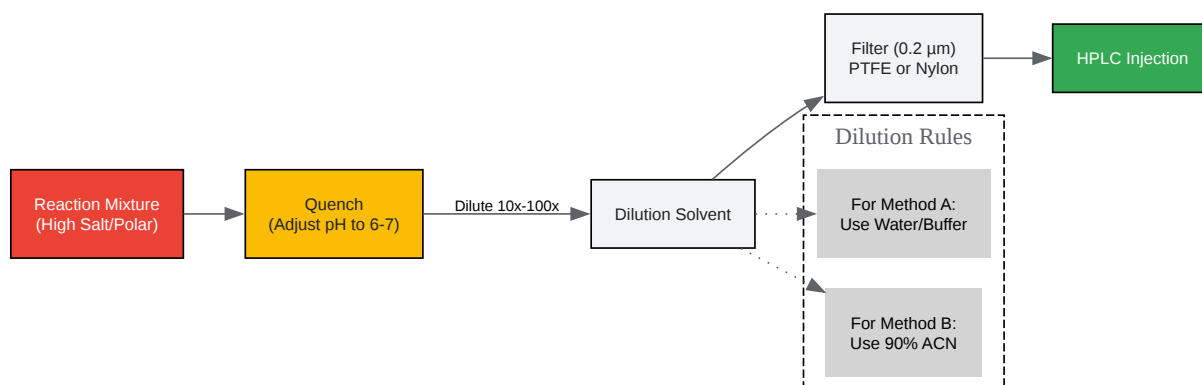 Reaction Mixture
(High Salt/Polar)
Quench
(Adjust pH to 6-7)
Dilute 10x-100x
Dilution Solvent
Filter (0.2 µm)
PTFE or Nylon
HPLC Injection
Dilution Rules
For Method A:
Use Water/Buffer
For Method B:
Use 90% ACN